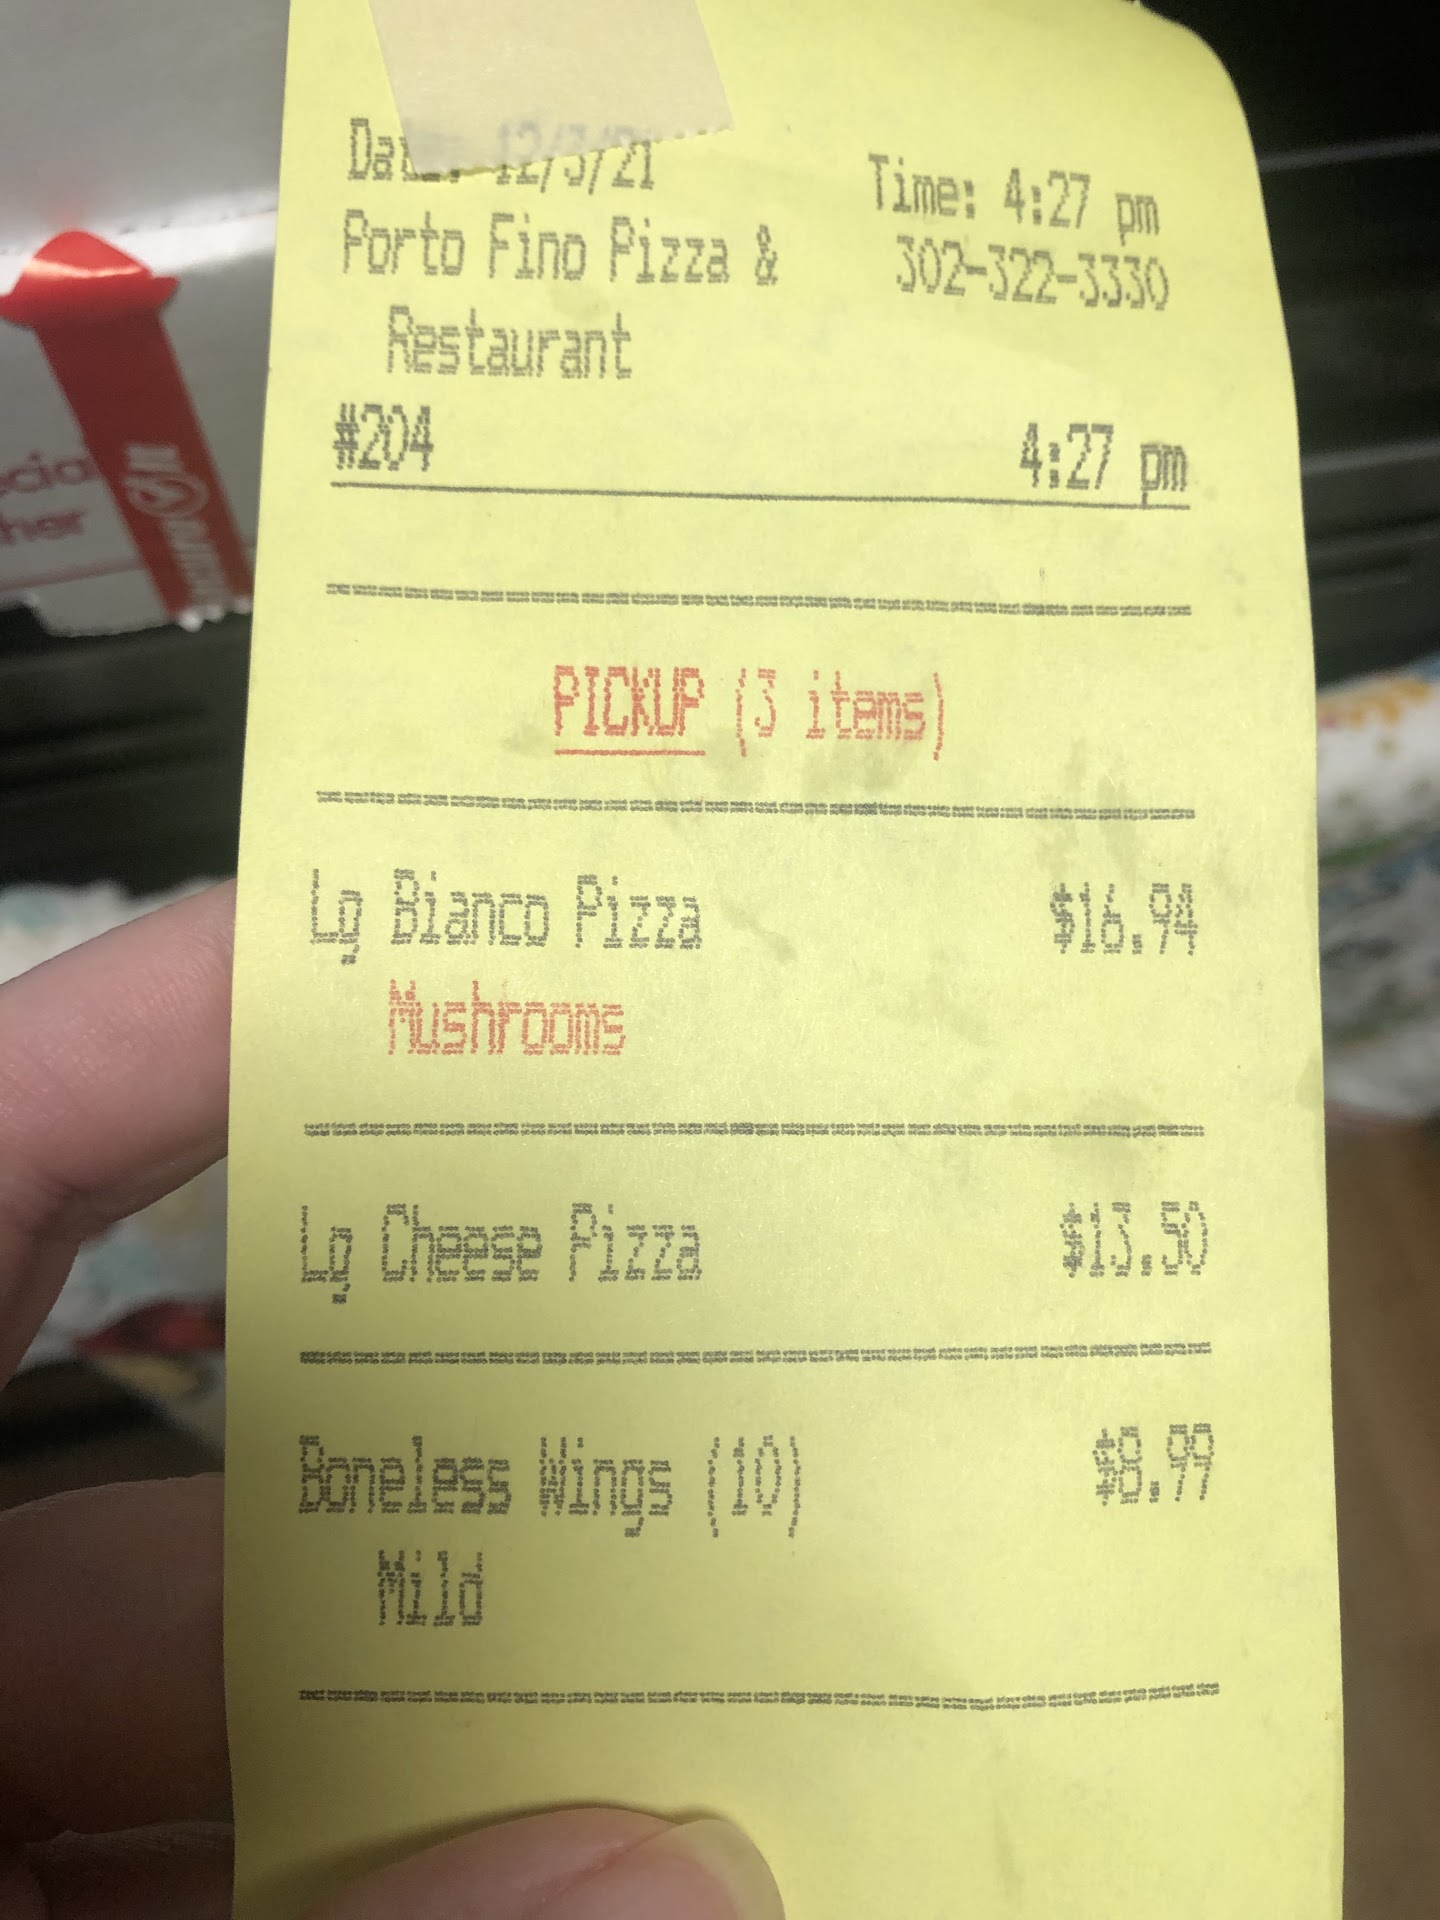 Date: 12/3/21 Time: 4:27 pm
Porto Fino Pizza & 302-322-3330
Restaurant
#204 4:27 pm
PICKUP (3 items)
Lg Bianco Pizza $16.94
Mushrooms
Lg Cheese Pizza $13.50
Boneless Wings (10) $8.99
Mild